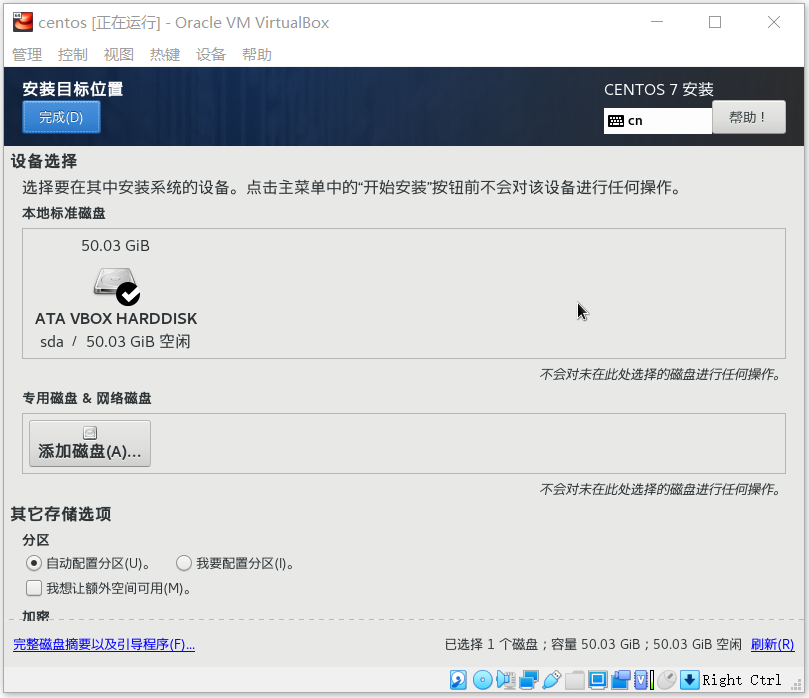 centos [正在运行] - Oracle VM VirtualBox
管理 控制 视图 热键 设备 帮助
安装目标位置
完成(D)
CENTOS 7 安装
cn
帮助！
设备选择
选择要在其中安装系统的设备。点击主菜单中的“开始安装”按钮前不会对该设备进行任何操作。
本地标准磁盘
50.03 GiB
ATA VBOX HARDDISK
sda / 50.03 GiB 空闲
不会对未在此处选择的磁盘进行任何操作。
专用磁盘 & 网络磁盘
添加磁盘(A)...
不会对未在此处选择的磁盘进行任何操作。
其它存储选项
分区
自动配置分区(U)。 我要配置分区(I)。
我想让额外空间可用(M)。
加密
完整磁盘摘要以及引导程序(F)...
已选择 1 个磁盘；容量 50.03 GiB；50.03 GiB 空闲 刷新(R)
Right Ctrl